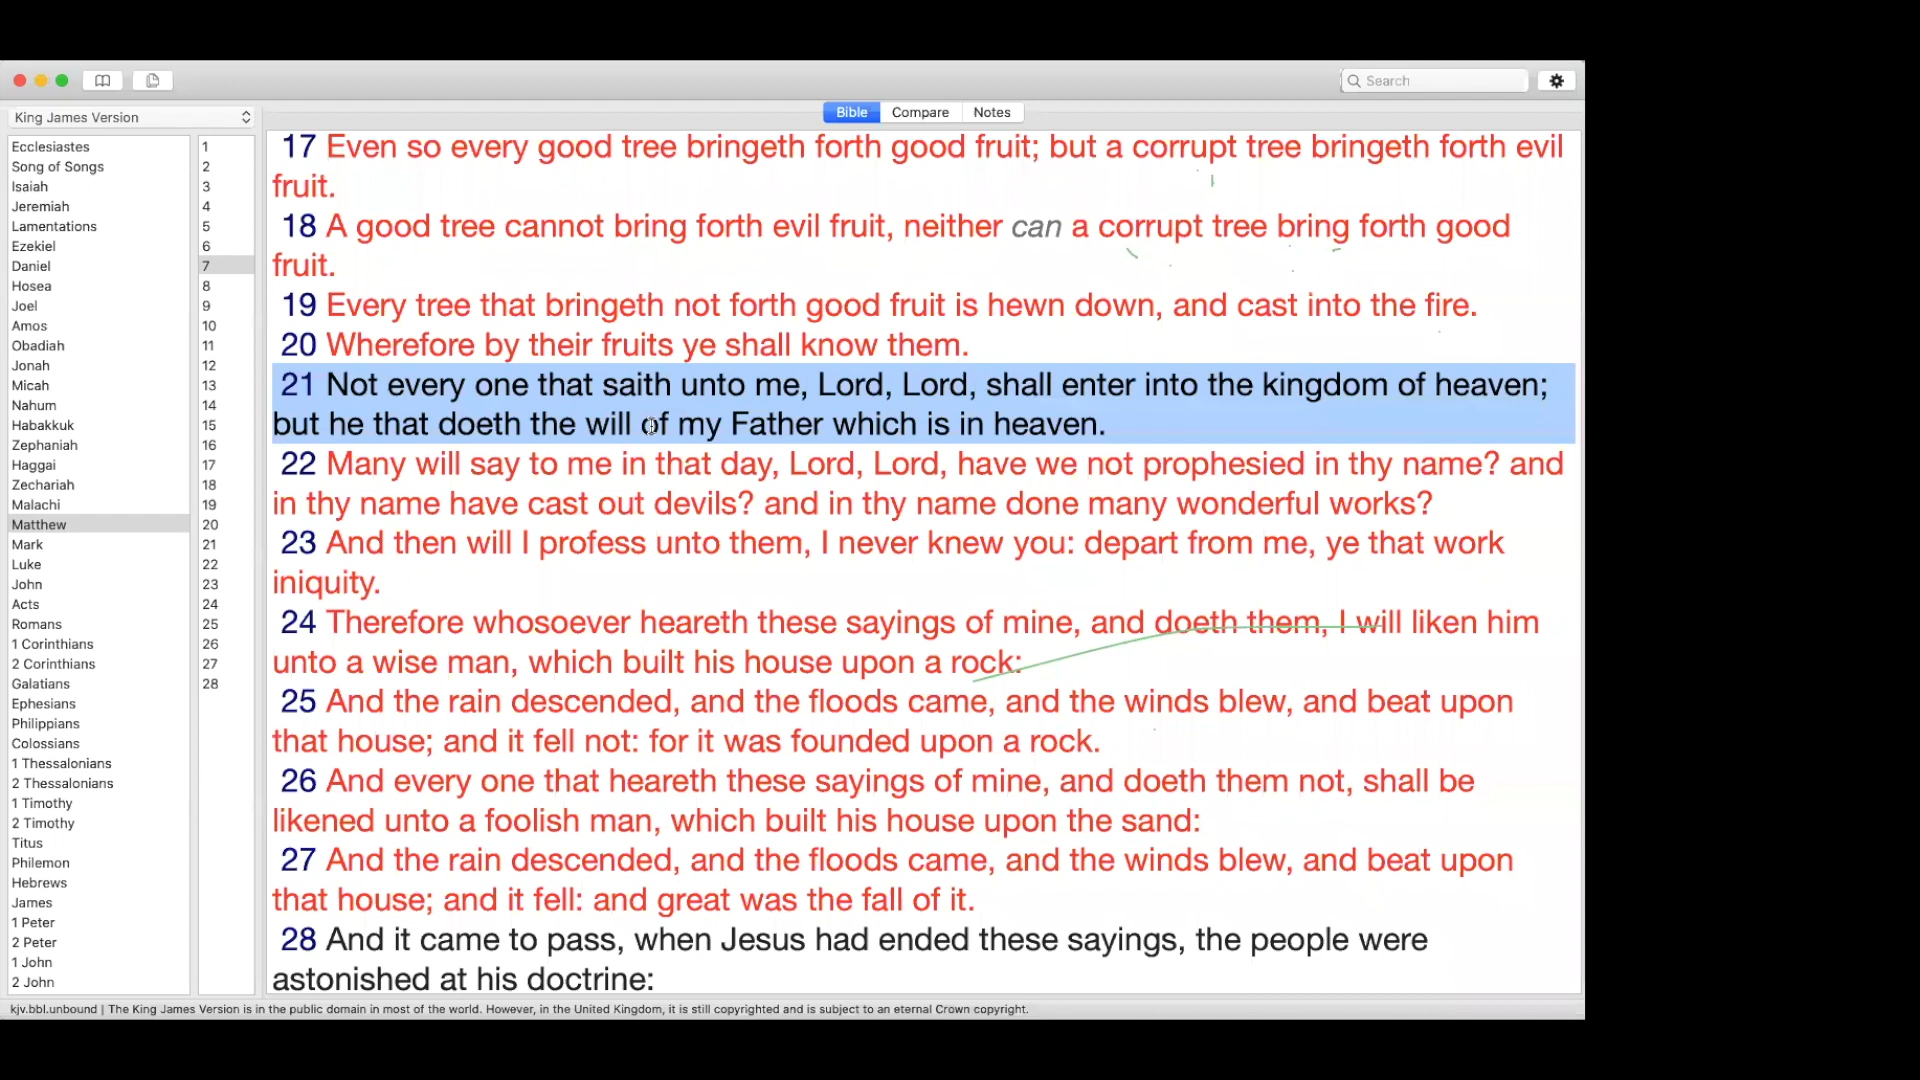 Search
King James Version
Bible
Compare
Notes
Ecclesiastes
Song of Songs
Isaiah
Jeremiah
Lamentations
Ezekiel
Daniel
Hosea
Joel
Amos
Obadiah
Jonah
Micah
Nahum
Habakkuk
Zephaniah
Haggai
Zechariah
Malachi
Matthew
Mark
Luke
John
Acts
Romans
1 Corinthians
2 Corinthians
Galatians
Ephesians
Philippians
Colossians
1 Thessalonians
2 Thessalonians
1 Timothy
2 Timothy
Titus
Philemon
Hebrews
James
1 Peter
2 Peter
1 John
2 John
1
2
3
4
5
6
7
8
9
10
11
12
13
14
15
16
17
18
19
20
21
22
23
24
25
26
27
28
17 Even so every good tree bringeth forth good fruit; but a corrupt tree bringeth forth evil
fruit.
18 A good tree cannot bring forth evil fruit, neither can a corrupt tree bring forth good
fruit.
19 Every tree that bringeth not forth good fruit is hewn down, and cast into the fire.
20 Wherefore by their fruits ye shall know them.
21 Not every one that saith unto me, Lord, Lord, shall enter into the kingdom of heaven;
but he that doeth the will of my Father which is in heaven.
22 Many will say to me in that day, Lord, Lord, have we not prophesied in thy name? and
in thy name have cast out devils? and in thy name done many wonderful works?
23 And then will I profess unto them, I never knew you: depart from me, ye that work
iniquity.
24 Therefore whosoever heareth these sayings of mine, and doeth them, I will liken him
unto a wise man, which built his house upon a rock:
25 And the rain descended, and the floods came, and the winds blew, and beat upon
that house; and it fell not: for it was founded upon a rock.
26 And every one that heareth these sayings of mine, and doeth them not, shall be
likened unto a foolish man, which built his house upon the sand:
27 And the rain descended, and the floods came, and the winds blew, and beat upon
that house; and it fell: and great was the fall of it.
28 And it came to pass, when Jesus had ended these sayings, the people were
astonished at his doctrine:
kjv.bbl.unbound | The King James Version is in the public domain in most of the world. However, in the United Kingdom, it is still copyrighted and is subject to an eternal Crown copyright.